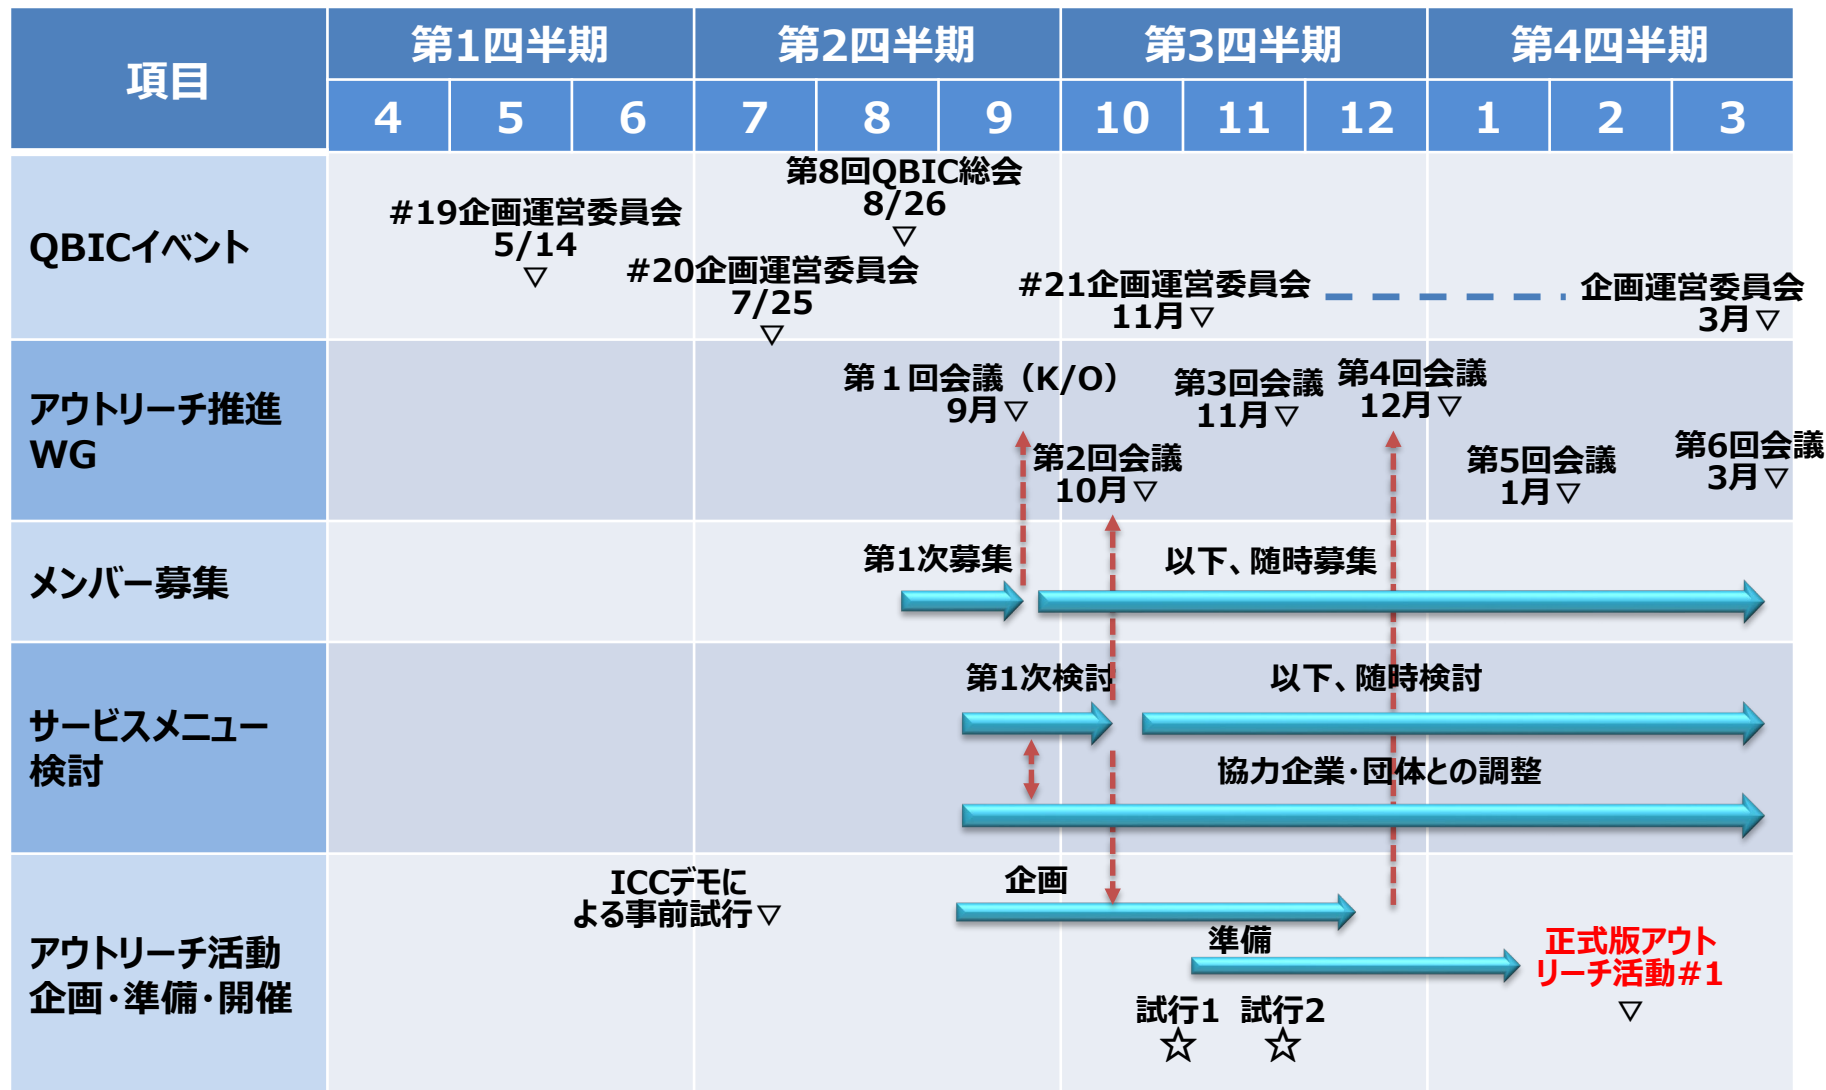 項目
第1四半期
第2四半期
第3四半期
第4四半期
4
5
6
7
8
9
10
11
12
1
2
3
QBICイベント
#19企画運営委員会
5/14
▽
第8回QBIC総会
8/26
▽
#20企画運営委員会
7/25
▽
#21企画運営委員会
11月▽
企画運営委員会
3月▽
アウトリーチ推進
WG
第１回会議（K/O）
9月▽
第2回会議
10月▽
第3回会議
11月▽
第4回会議
12月▽
第5回会議
1月▽
第6回会議
3月▽
メンバー募集
第1次募集
以下、随時募集
サービスメニュー
検討
第1次検討
以下、随時検討
協力企業・団体との調整
アウトリーチ活動
企画・準備・開催
ICCデモに
よる事前試行▽
企画
準備
試行1
☆
試行2
☆
正式版アウト
リーチ活動#1
▽